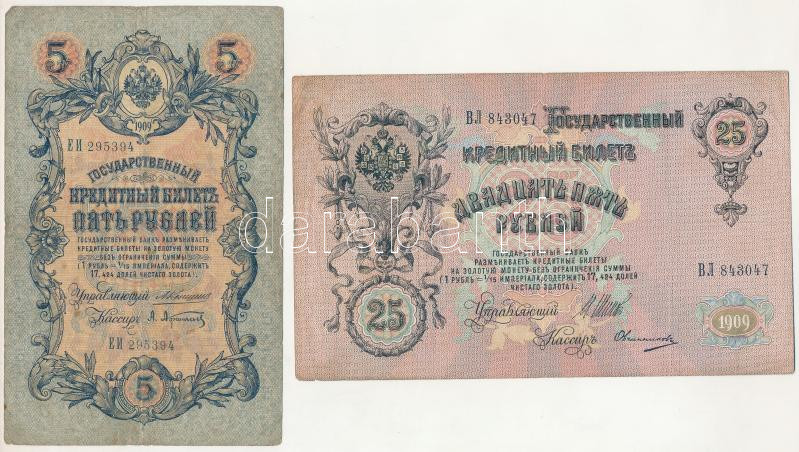 5 5
1909
ЕИ 295394
ГОСУДАРСТВЕННЫЙ
КРЕДИТНЫЙ БИЛЕТЪ
ПЯТЬ РУБЛЕЙ
ГОСУДАРСТВЕННЫЙ БАНКЪ РАЗМѢНИВАЕТЪ
КРЕДИТНЫЕ БИЛЕТЫ НА ЗОЛОТУЮ МОНЕТУ
БЕЗЪ ОГРАНИЧЕНІЯ СУММЫ
(1 РУБЛЬ = 1/15 ИМПЕРІАЛА, СОДЕРЖИТЪ
17,424 ДОЛЕЙ ЧИСТАГО ЗОЛОТА).
Управляющій
Кассиръ
ЕИ 295394
5
ВЛ 843047 ГОСУДАРСТВЕННЫЙ
25
КРЕДИТНЫЙ БИЛЕТЪ
ДВАДЦАТЬ ПЯТЬ
РУБЛЕЙ
ГОСУДАРСТВЕННЫЙ БАНКЪ
РАЗМѢНИВАЕТЪ КРЕДИТНЫЕ БИЛЕТЫ
НА ЗОЛОТУЮ МОНЕТУ БЕЗЪ ОГРАНИЧЕНІЯ СУММЫ
(1 РУБЛЬ = 1/15 ИМПЕРІАЛА, СОДЕРЖИТЪ 17,424 ДОЛЕЙ
ЧИСТАГО ЗОЛОТА).
ВЛ 843047
25
Управляющій
1909
Кассиръ
darabanth